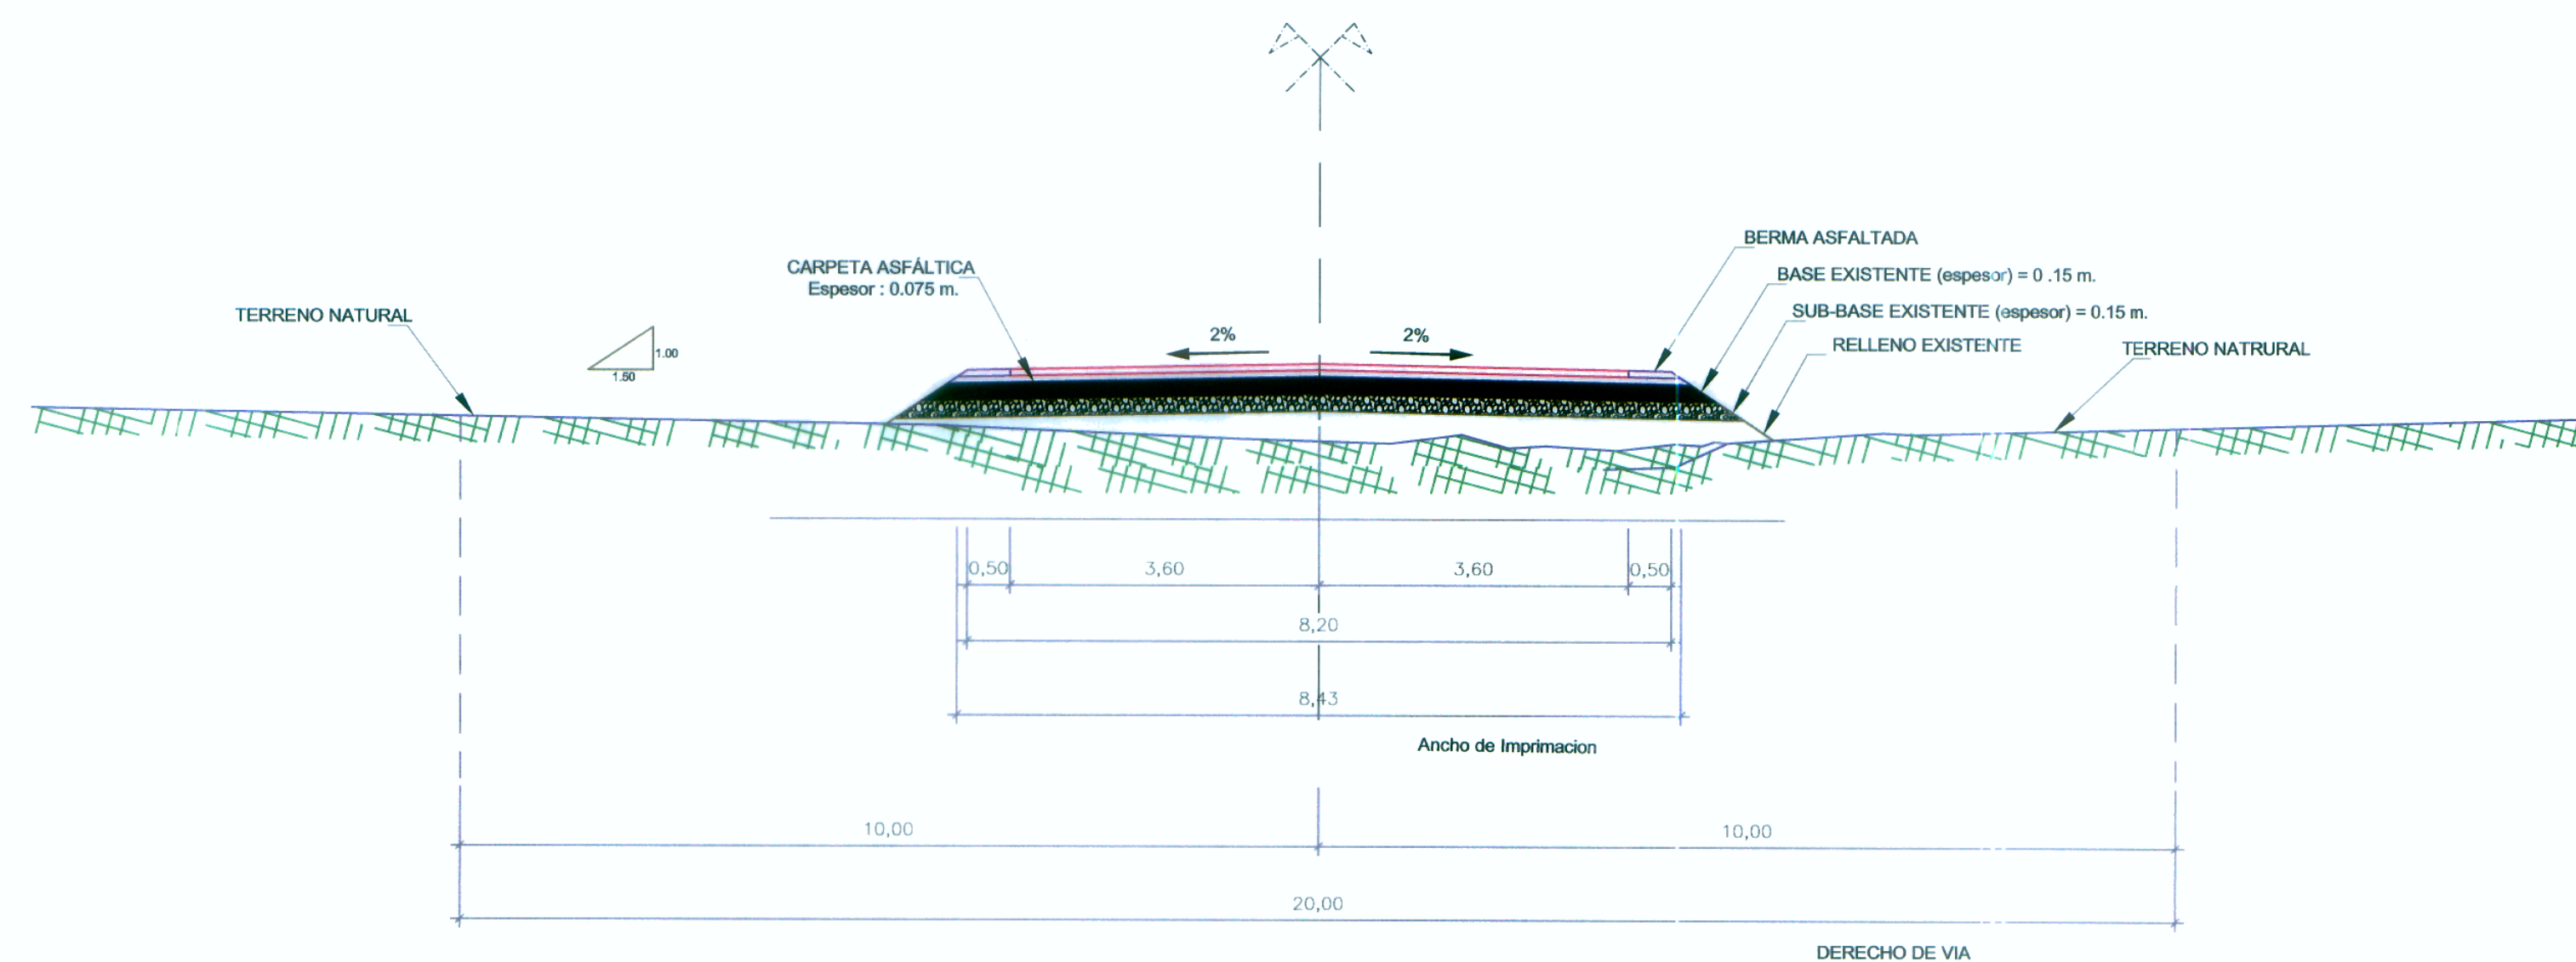 BERMA ASFALTADA
CARPETA ASFÁLTICA
Espesor : 0.075 m.
BASE EXISTENTE (espesor) = 0 .15 m.
TERRENO NATURAL
SUB-BASE EXISTENTE (espesor) = 0.15 m.
2%
2%
RELLENO EXISTENTE
TERRENO NATRURAL
1.00
1.50
0,50
3,60
3,60
0,50
8,20
8,43
Ancho de Imprimacion
10,00
10,00
20,00
DERECHO DE VIA